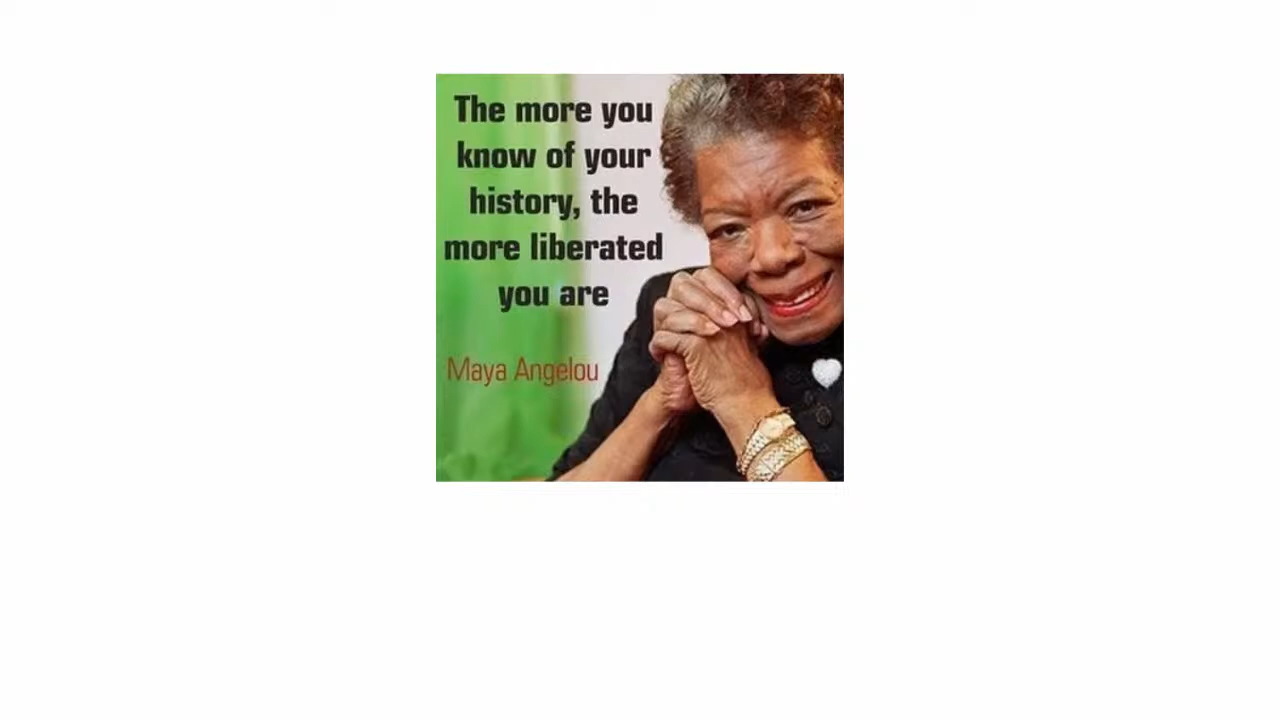 The more you
know of your
history, the
more liberated
you are
Maya Angelou